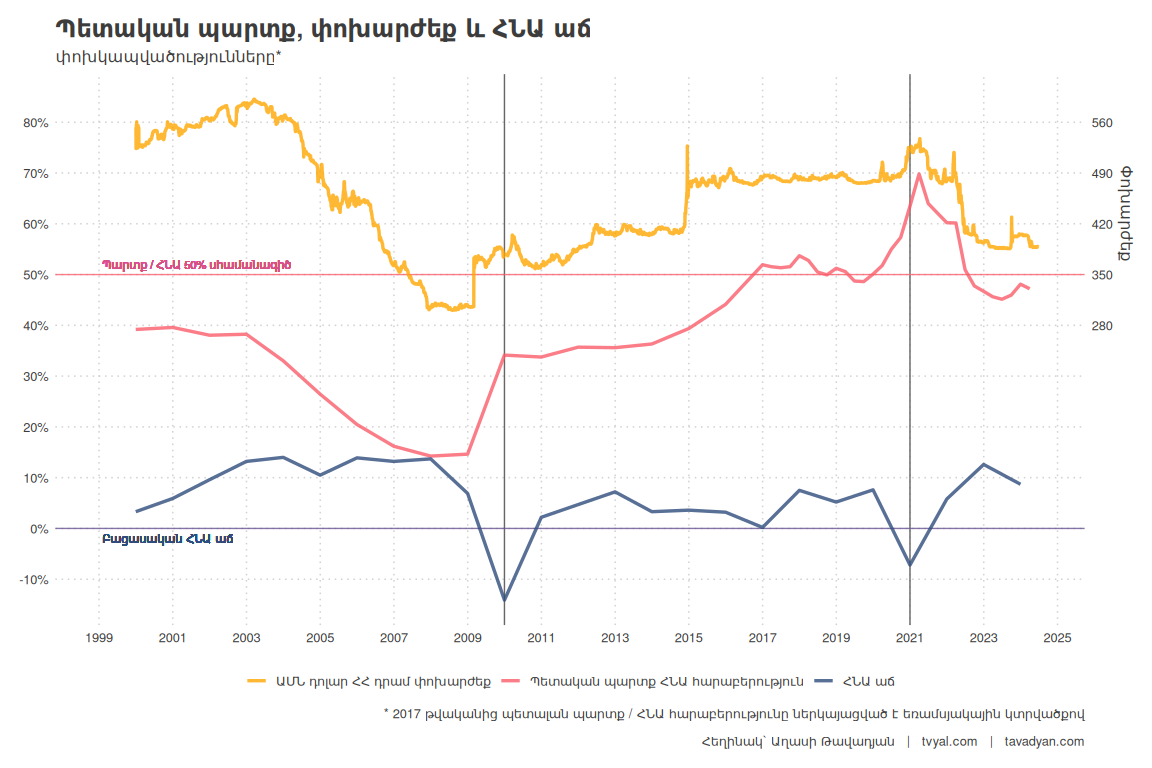 Պետական պարտք, փոխարժեք և ՀՆԱ աճ
փոխկապվածությունները*
80%
70%
60%
50%
40%
30%
20%
10%
0%
-10%
560
490
420
350
280
Փոխարժեք
Պարտք / ՀՆԱ 50% սահամանագիծ
Բացասական ՀՆԱ աճ
1999 2001 2003 2005 2007 2009 2011 2013 2015 2017 2019 2021 2023 2025
ԱՄՆ դոլար ՀՀ դրամ փոխարժեք Պետական պարտք ՀՆԱ հարաբերություն ՀՆԱ աճ
* 2017 թվականից պետալան պարտք / ՀՆԱ հարաբերությունը ներկայացված է եռամսյակային կտրվածքով
Հեղինակ՝ Աղասի Թավադյան | tvyal.com | tavadyan.com